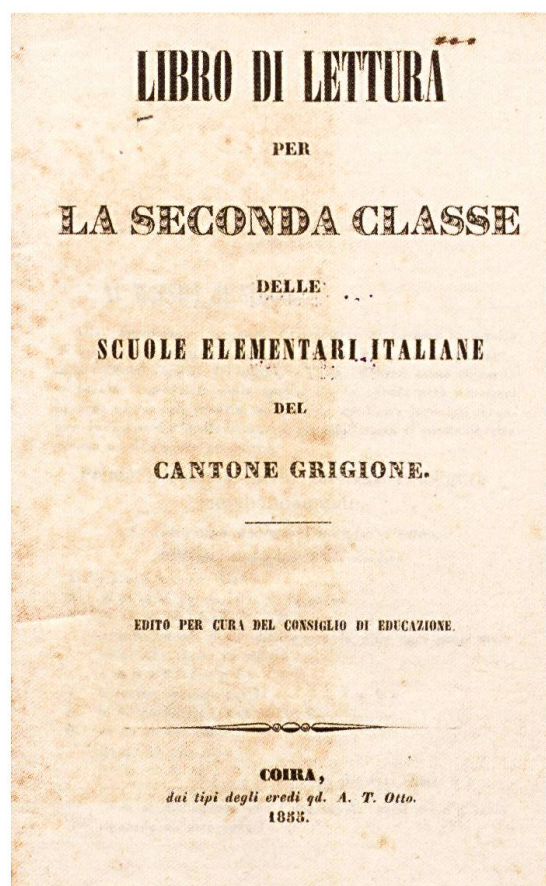 LIBRO DI LETTURA
PER
LA SECONDA CLASSE
DELLE
SCUOLE ELEMENTARI ITALIANE
DEL
CANTONE GRIGIONE.
EDITO PER CURA DEL CONSIGLIO DI EDUCAZIONE.
COIRA,
dai tipi degli eredi qd. A. T. Otto.
1855.